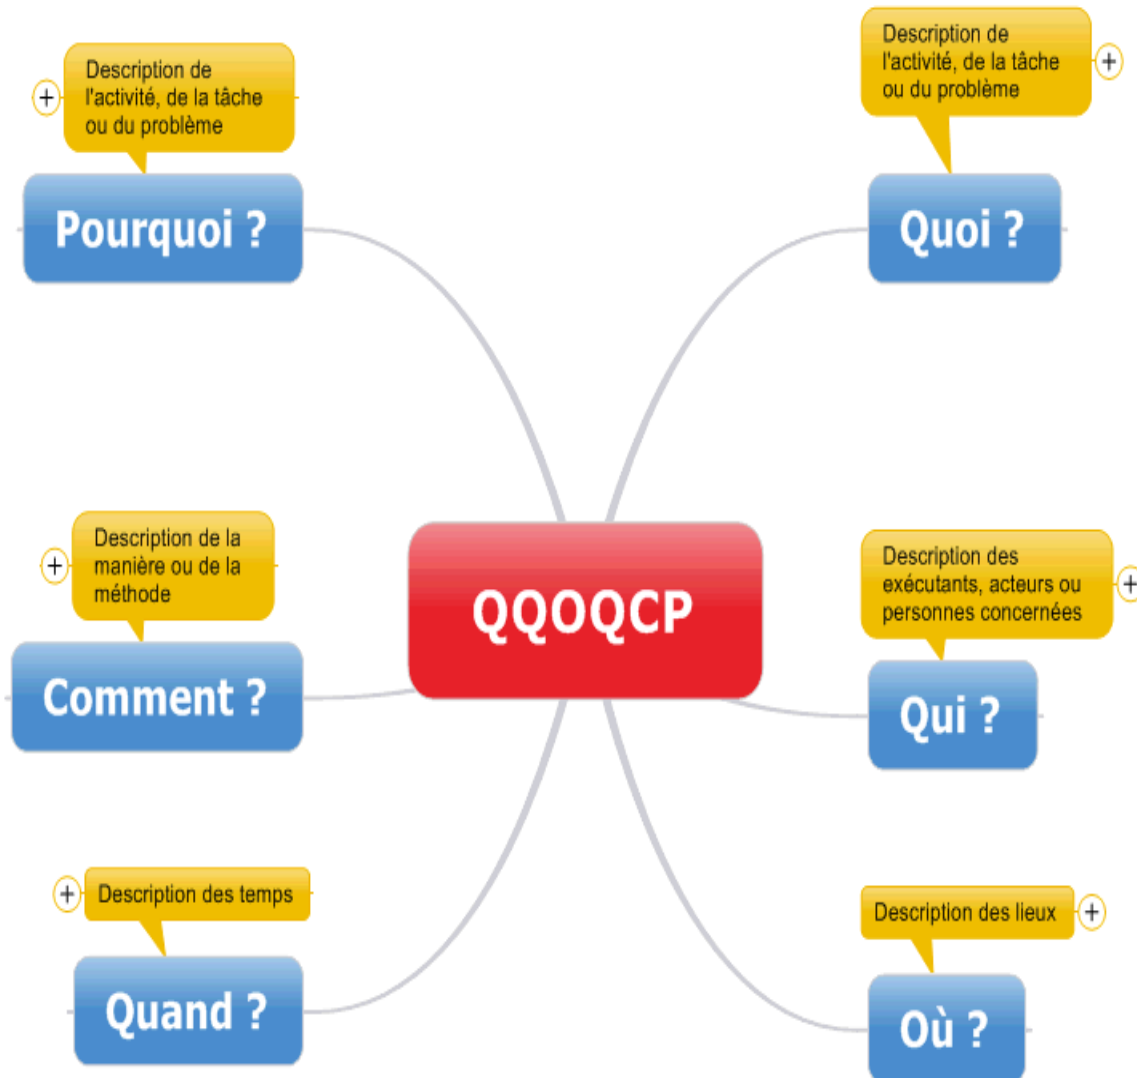 Description de
l'activité, de la tâche
ou du problème
Pourquoi ?
Description de
l'activité, de la tâche
ou du problème
Quoi ?
Description de la
manière ou de la
méthode
Comment ?
QQOQCP
Description des
exécutants, acteurs ou
personnes concernées
Qui ?
Description des temps
Quand ?
Description des lieux
Où ?